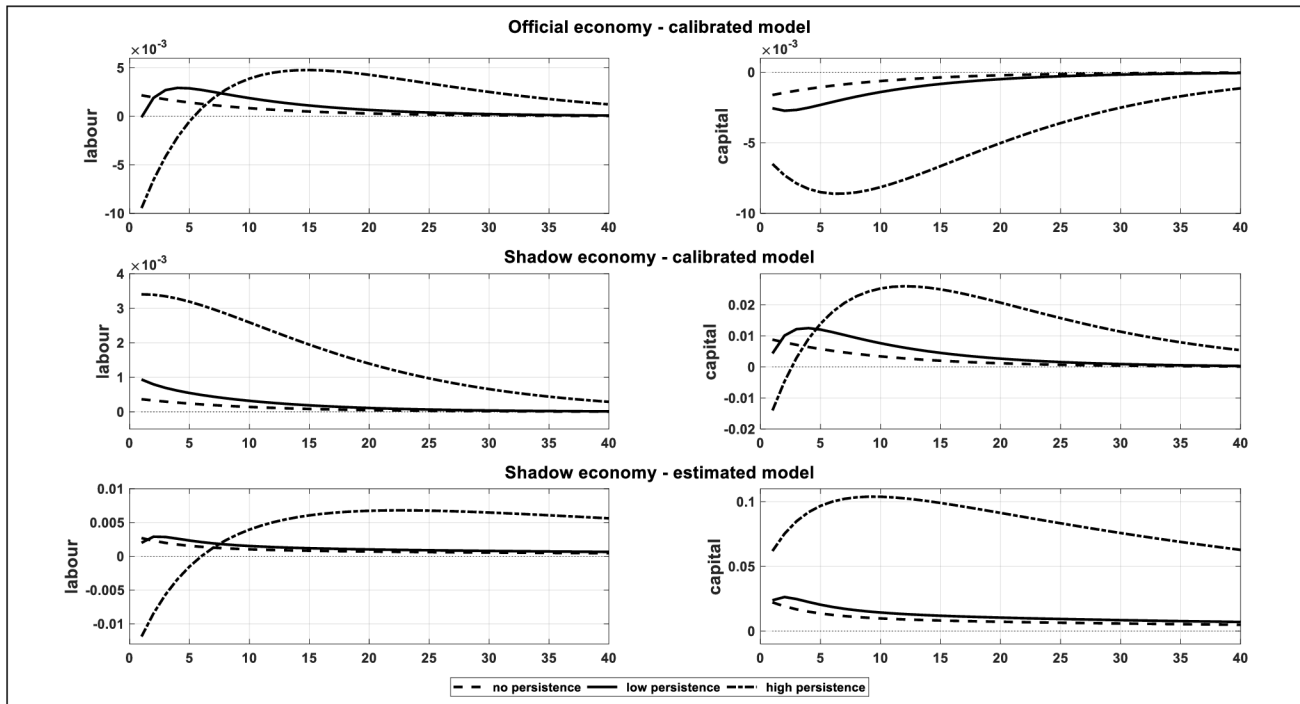 Official economy - calibrated model
×10⁻³
5
0
-5
-10
labour
0 5 10 15 20 25 30 35 40
×10⁻³
0
-5
-10
capital
0 5 10 15 20 25 30 35 40
Shadow economy - calibrated model
×10⁻³
4
3
2
1
0
labour
0 5 10 15 20 25 30 35 40
0.02
0.01
0
-0.01
-0.02
capital
0 5 10 15 20 25 30 35 40
Shadow economy - estimated model
0.01
0.005
0
-0.005
-0.01
labour
0 5 10 15 20 25 30 35 40
0.1
0.05
0
capital
0 5 10 15 20 25 30 35 40
no persistence low persistence high persistence